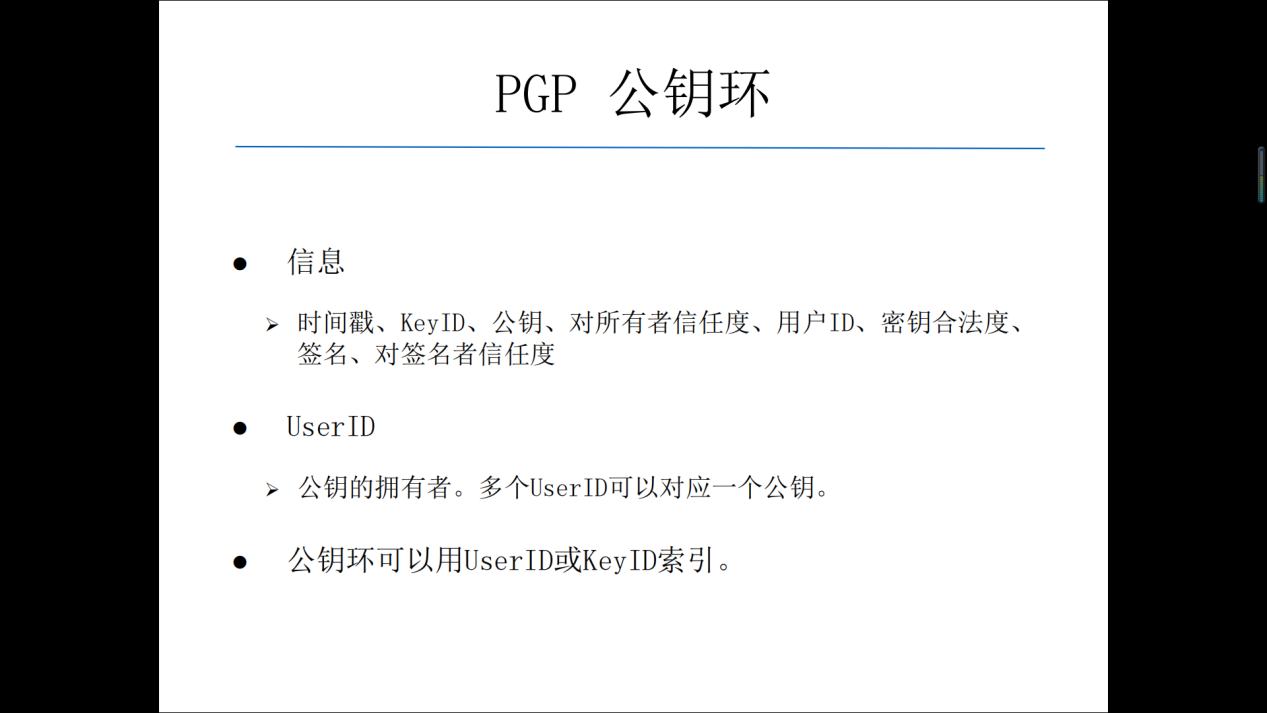 PGP 公钥环
● 信息
➢ 时间戳、KeyID、公钥、对所有者信任度、用户ID、密钥合法度、
签名、对签名者信任度
● UserID
➢ 公钥的拥有者。多个UserID可以对应一个公钥。
● 公钥环可以用UserID或KeyID索引。